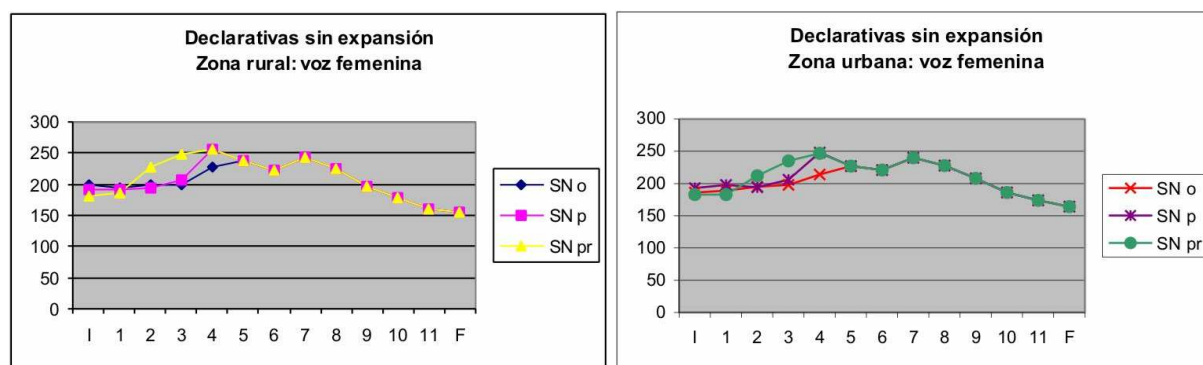 Declarativas sin expansión
Zona rural: voz femenina
300
250
200
150
100
50
0
I 1 2 3 4 5 6 7 8 9 10 11 F
SN o
SN p
SN pr
Declarativas sin expansión
Zona urbana: voz femenina
300
250
200
150
100
50
0
I 1 2 3 4 5 6 7 8 9 10 11 F
SN o
SN p
SN pr